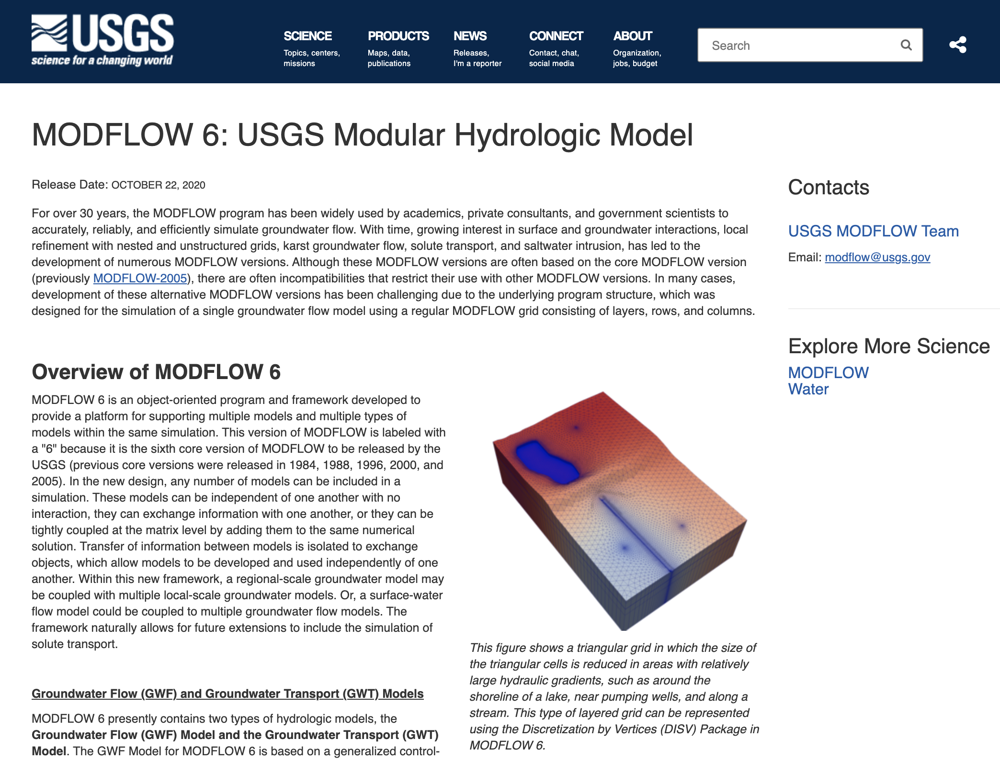 USGS
science for a changing world
SCIENCE
Topics, centers,
missions
PRODUCTS
Maps, data,
publications
NEWS
Releases,
I'm a reporter
CONNECT
Contact, chat,
social media
ABOUT
Organization,
jobs, budget
Search
MODFLOW 6: USGS Modular Hydrologic Model
Release Date: OCTOBER 22, 2020
For over 30 years, the MODFLOW program has been widely used by academics, private consultants, and government scientists to
accurately, reliably, and efficiently simulate groundwater flow. With time, growing interest in surface and groundwater interactions, local
refinement with nested and unstructured grids, karst groundwater flow, solute transport, and saltwater intrusion, has led to the
development of numerous MODFLOW versions. Although these MODFLOW versions are often based on the core MODFLOW version
(previously MODFLOW-2005), there are often incompatibilities that restrict their use with other MODFLOW versions. In many cases,
development of these alternative MODFLOW versions has been challenging due to the underlying program structure, which was
designed for the simulation of a single groundwater flow model using a regular MODFLOW grid consisting of layers, rows, and columns.
Overview of MODFLOW 6
MODFLOW 6 is an object-oriented program and framework developed to
provide a platform for supporting multiple models and multiple types of
models within the same simulation. This version of MODFLOW is labeled with
a "6" because it is the sixth core version of MODFLOW to be released by the
USGS (previous core versions were released in 1984, 1988, 1996, 2000, and
2005). In the new design, any number of models can be included in a
simulation. These models can be independent of one another with no
interaction, they can exchange information with one another, or they can be
tightly coupled at the matrix level by adding them to the same numerical
solution. Transfer of information between models is isolated to exchange
objects, which allow models to be developed and used independently of one
another. Within this new framework, a regional-scale groundwater model may
be coupled with multiple local-scale groundwater models. Or, a surface-water
flow model could be coupled to multiple groundwater flow models. The
framework naturally allows for future extensions to include the simulation of
solute transport.
Groundwater Flow (GWF) and Groundwater Transport (GWT) Models
MODFLOW 6 presently contains two types of hydrologic models, the
Groundwater Flow (GWF) Model and the Groundwater Transport (GWT)
Model. The GWF Model for MODFLOW 6 is based on a generalized control-
This figure shows a triangular grid in which the size of
the triangular cells is reduced in areas with relatively
large hydraulic gradients, such as around the
shoreline of a lake, near pumping wells, and along a
stream. This type of layered grid can be represented
using the Discretization by Vertices (DISV) Package in
MODFLOW 6.
Contacts
USGS MODFLOW Team
Email: modflow@usgs.gov
Explore More Science
MODFLOW
Water